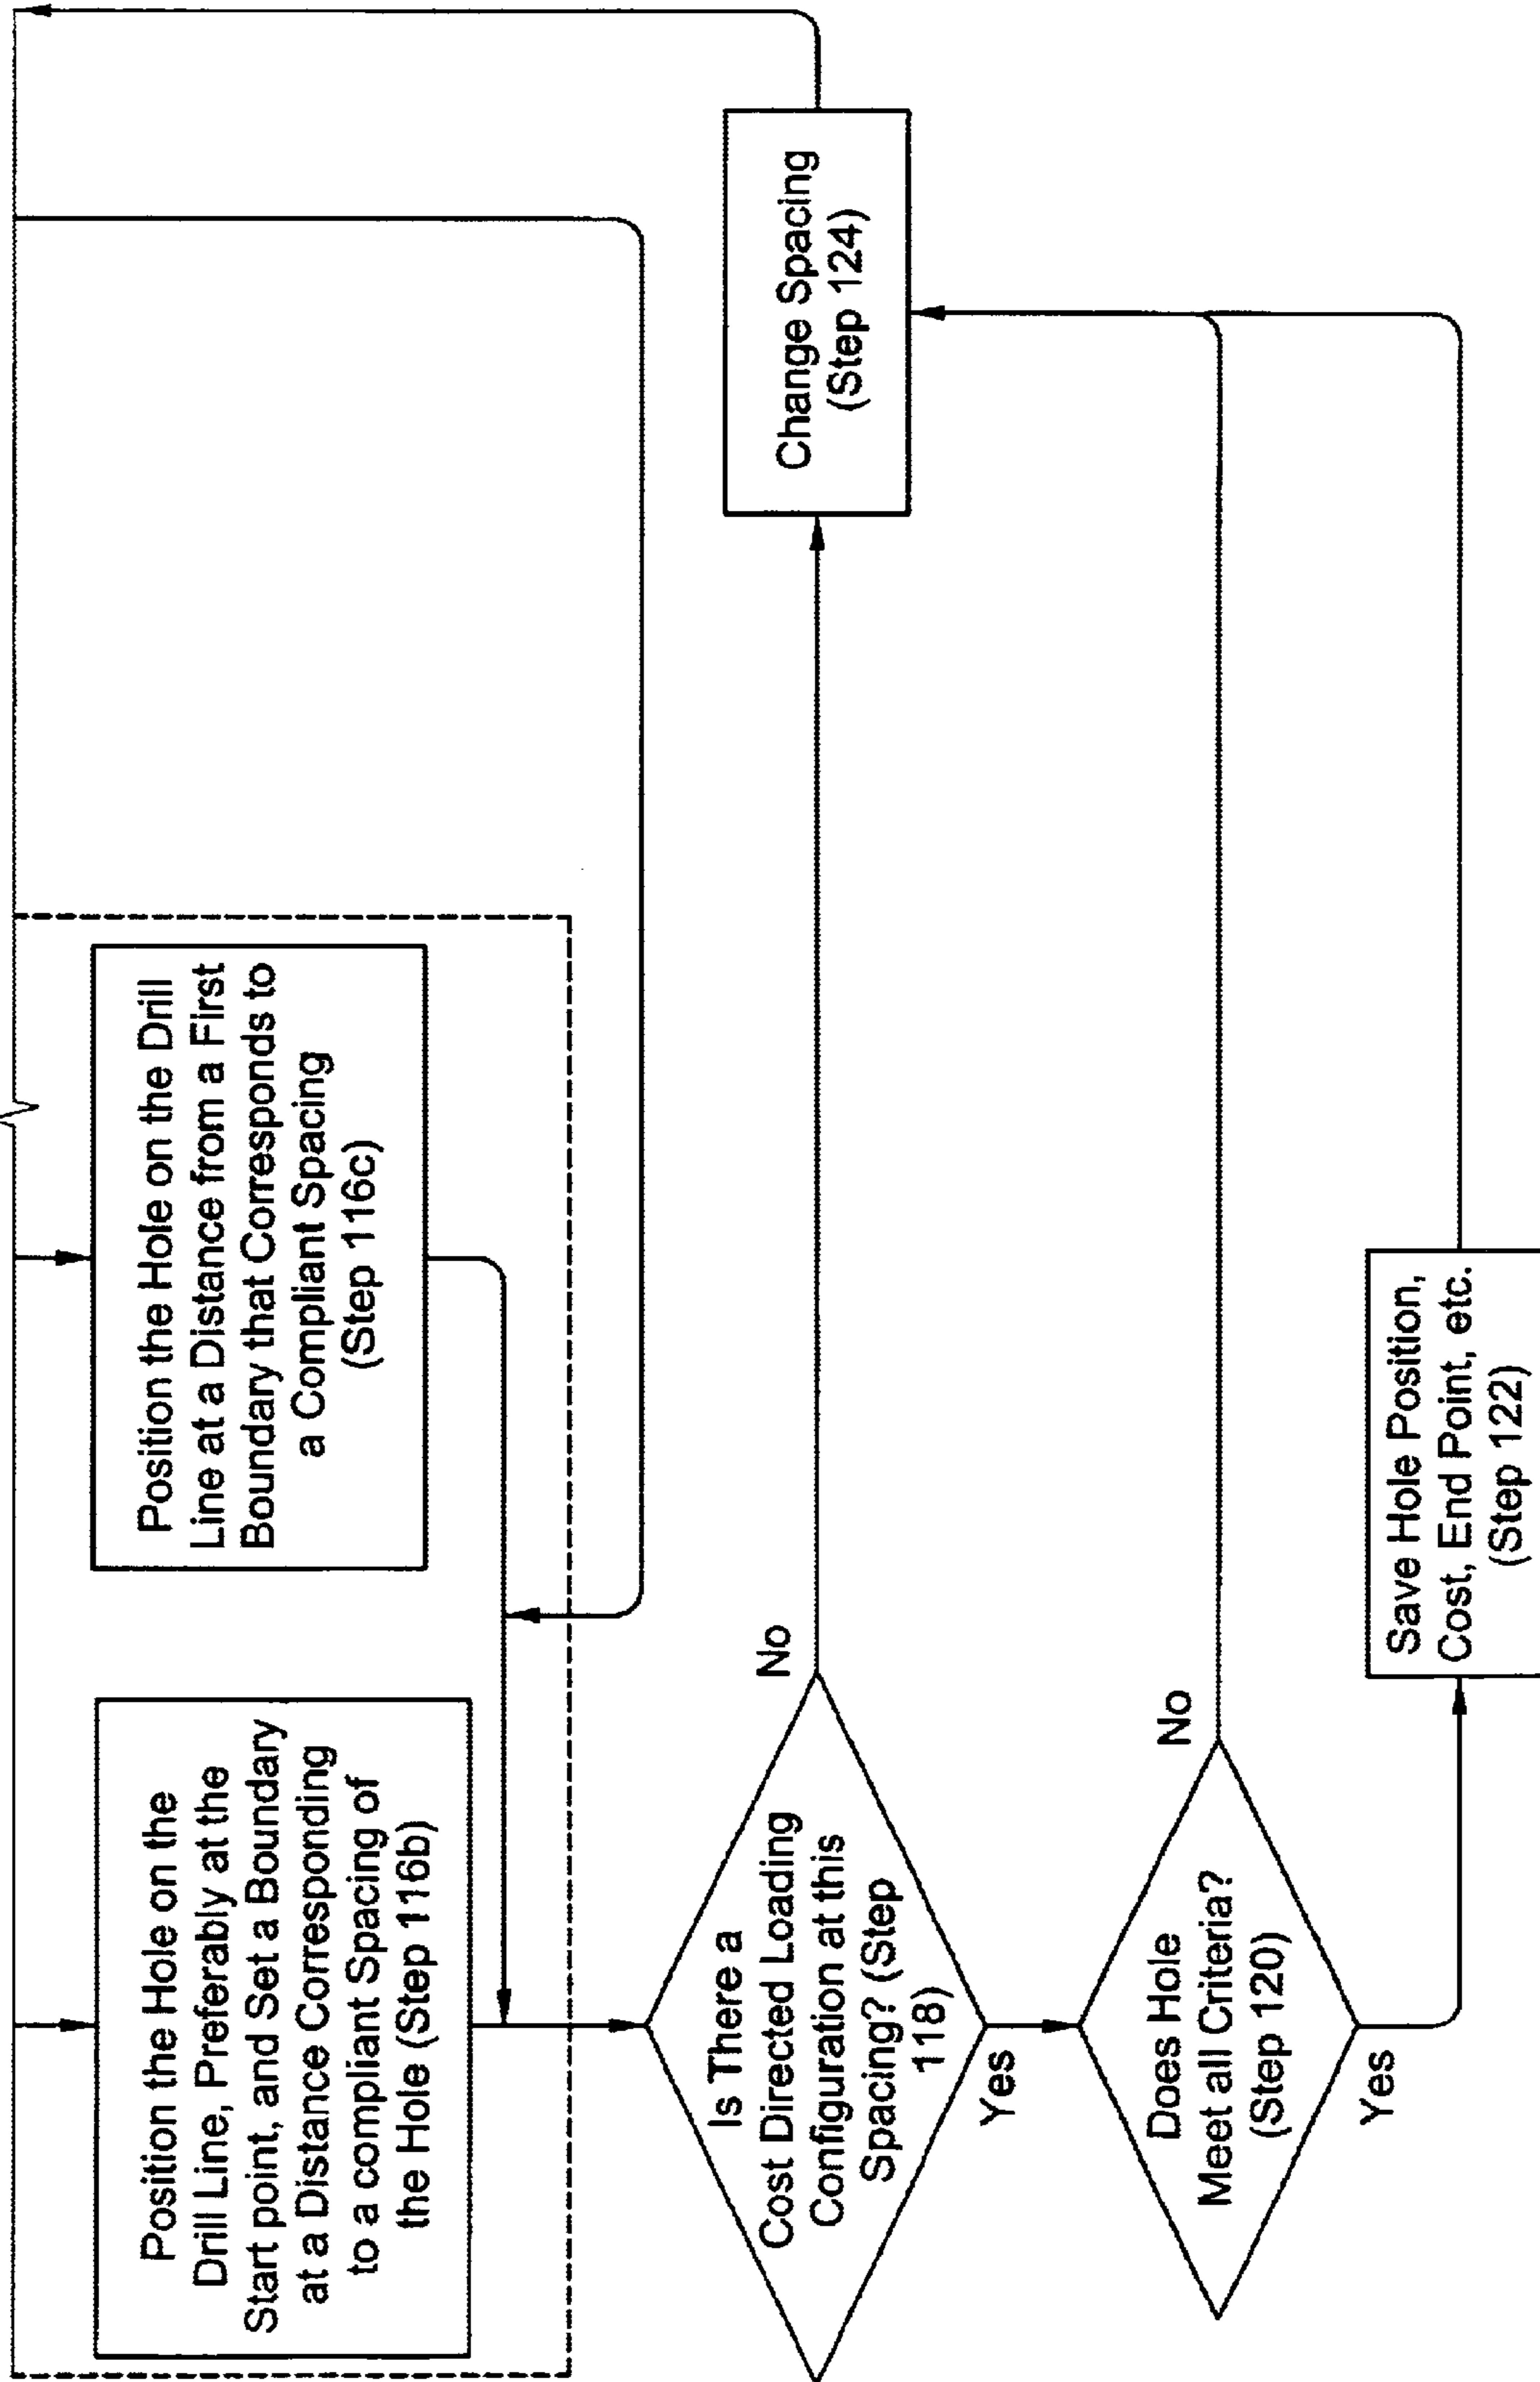 Position the Hole on the
Drill Line, Preferably at the
Start point, and Set a Boundary
at a Distance Corresponding
to a compliant Spacing of
the Hole (Step 116b)
Position the Hole on the Drill
Line at a Distance from a First
Boundary that Corresponds to
a Compliant Spacing
(Step 116c)
Is There a
Cost Directed Loading
Configuration at this
Spacing? (Step
118)
No
Yes
Change Spacing
(Step 124)
Does Hole
Meet all Criteria?
(Step 120)
No
Yes
Save Hole Position,
Cost, End Point, etc.
(Step 122)